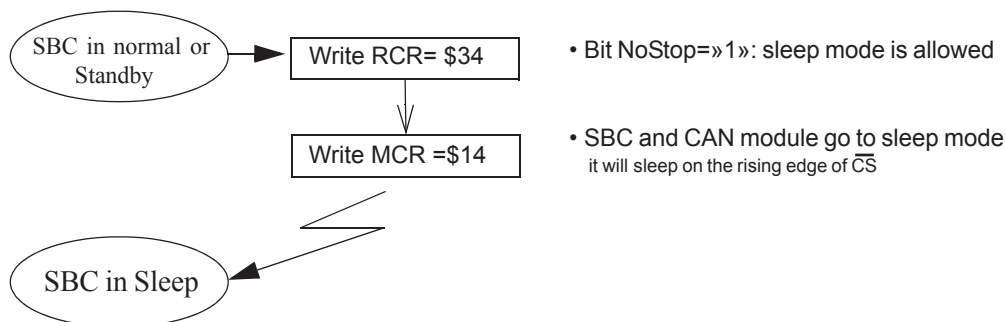 SBC in normal or
Standby
Write RCR= $34
• Bit NoStop=»1»: sleep mode is allowed
Write MCR =$14
• SBC and CAN module go to sleep mode
it will sleep on the rising edge of C̅S̅
SBC in Sleep